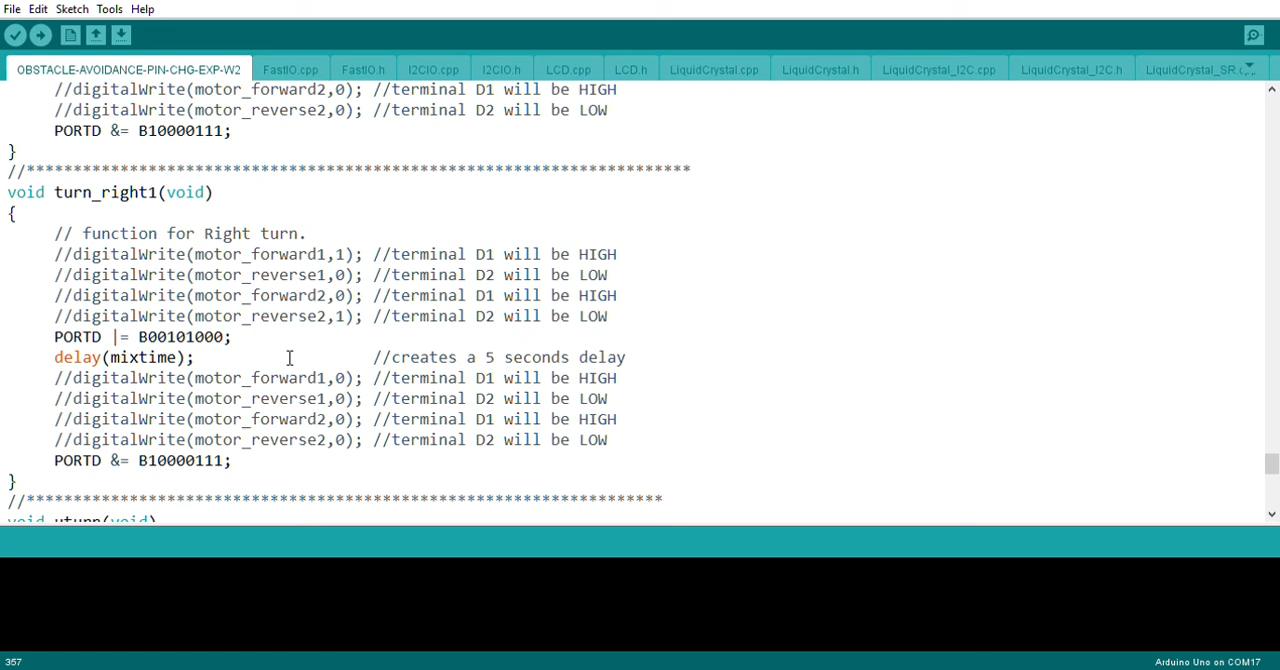 File Edit Sketch Tools Help
OBSTACLE-AVOIDANCE-PIN-CHG-EXP-W2 FastIO.cpp FastIO.h I2CIO.cpp I2CIO.h LCD.cpp LCD.h LiquidCrystal.cpp LiquidCrystal.h LiquidCrystal_I2C.cpp LiquidCrystal_I2C.h LiquidCrystal_SR.c
//digitalWrite(motor_forward2,0); //terminal D1 will be HIGH
//digitalWrite(motor_reverse2,0); //terminal D2 will be LOW
PORTD &= B10000111;
}
//***********************************************************************
void turn_right1(void)
{
// function for Right turn.
//digitalWrite(motor_forward1,1); //terminal D1 will be HIGH
//digitalWrite(motor_reverse1,0); //terminal D2 will be LOW
//digitalWrite(motor_forward2,0); //terminal D1 will be HIGH
//digitalWrite(motor_reverse2,1); //terminal D2 will be LOW
PORTD |= B00101000;
delay(mixtime); //creates a 5 seconds delay
//digitalWrite(motor_forward1,0); //terminal D1 will be HIGH
//digitalWrite(motor_reverse1,0); //terminal D2 will be LOW
//digitalWrite(motor_forward2,0); //terminal D1 will be HIGH
//digitalWrite(motor_reverse2,0); //terminal D2 will be LOW
PORTD &= B10000111;
}
//********************************************************************
void uturn(void)
357 Arduino Uno on COM17